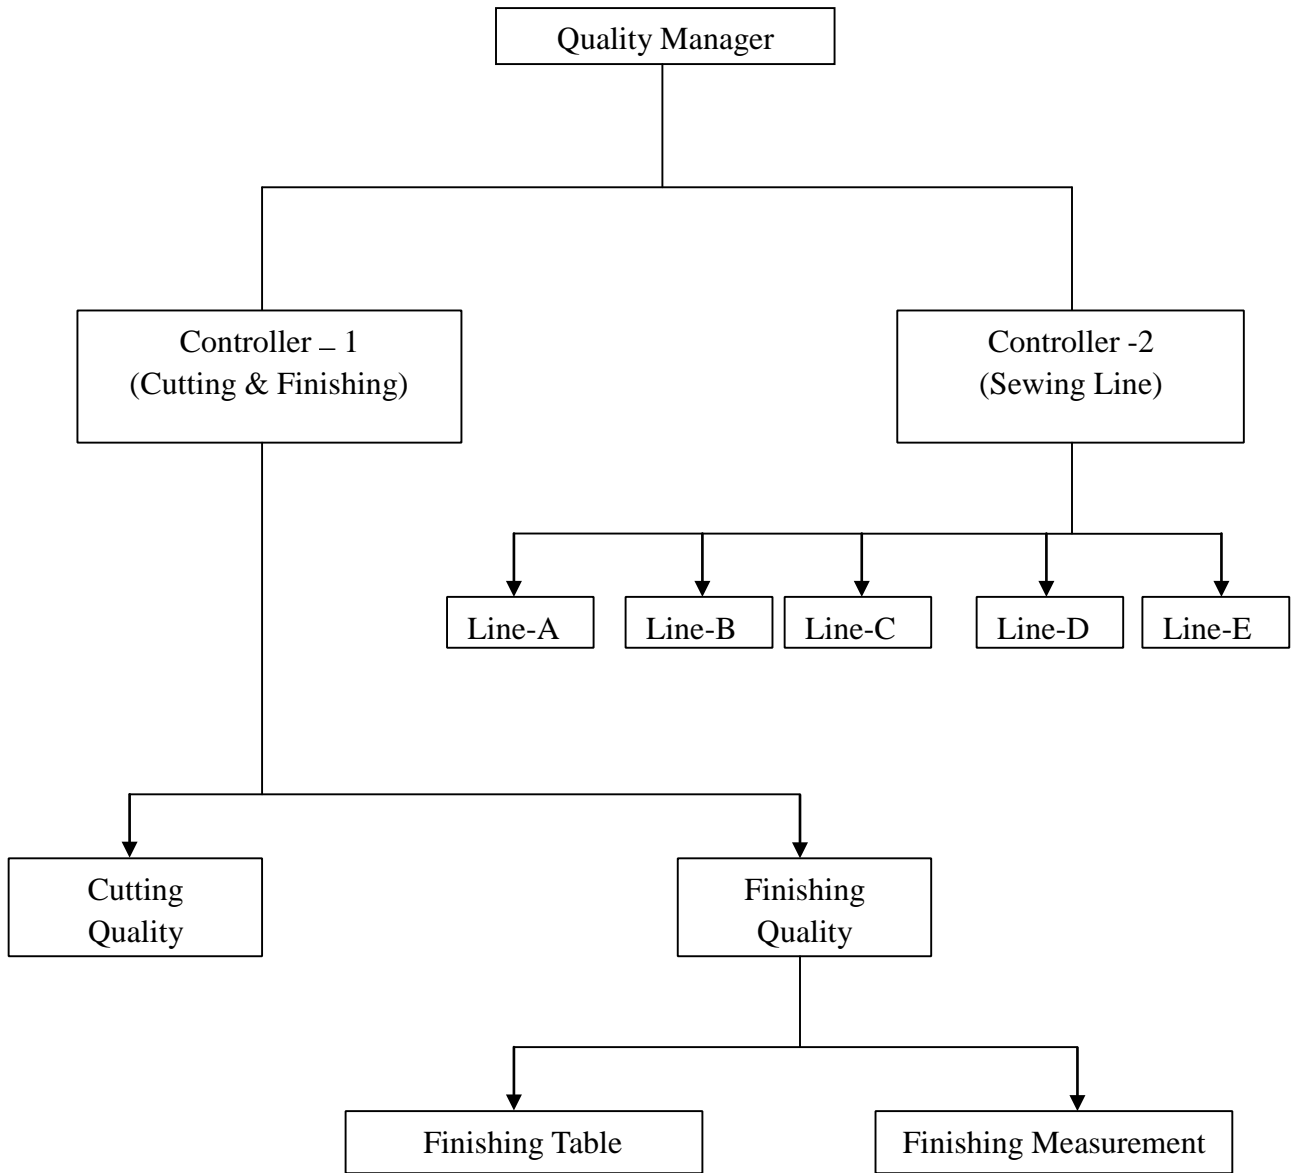 Quality Manager
Controller – 1
(Cutting & Finishing)
Controller -2
(Sewing Line)
Line-A
Line-B
Line-C
Line-D
Line-E
Cutting
Quality
Finishing
Quality
Finishing Table
Finishing Measurement